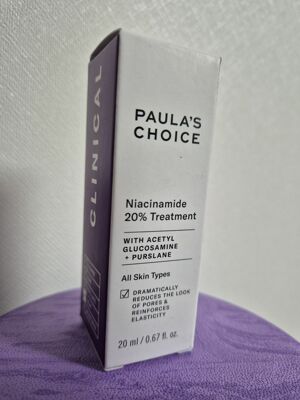 CLINICAL
PAULA'S
CHOICE
Niacinamide
20% Treatment
WITH ACETYL
GLUCOSAMINE
+ PURSLANE
All Skin Types
DRAMATICALLY
REDUCES THE LOOK
OF PORES &
REINFORCES
ELASTICITY
20 ml / 0.67 fl. oz.